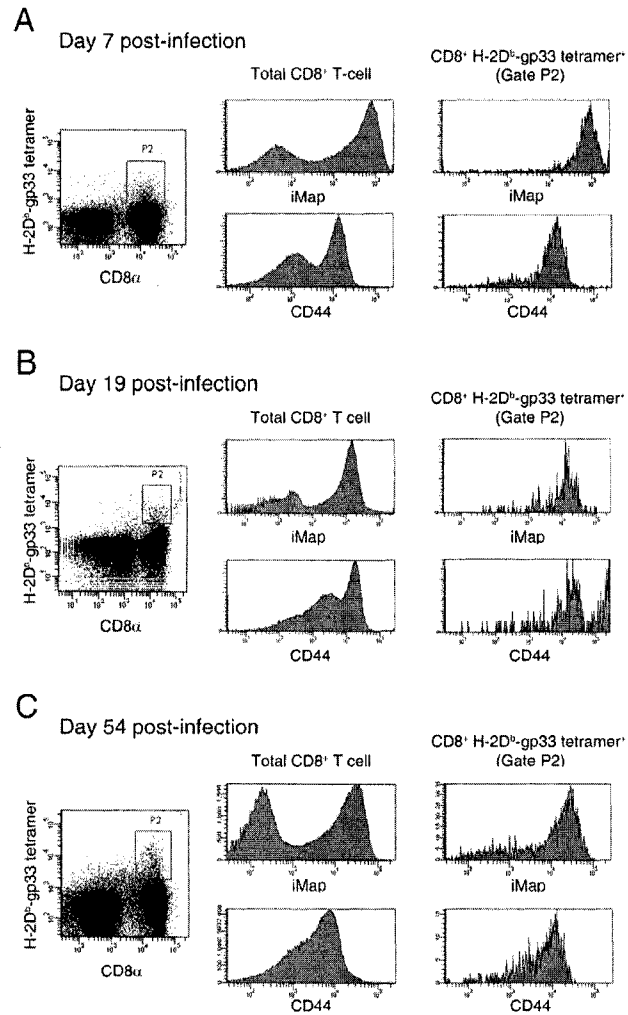 A
Day 7 post-infection
Total CD8⁺ T-cell
CD8⁺ H-2Dᵇ-gp33 tetramer⁺
(Gate P2)
H-2Dᵇ-gp33 tetramer
P2
CD8α
iMap
iMap
CD44
CD44
B
Day 19 post-infection
Total CD8⁺ T cell
CD8⁺ H-2Dᵇ-gp33 tetramer⁺
(Gate P2)
H-2Dᵇ-gp33 tetramer
P2
CD8α
iMap
iMap
CD44
CD44
C
Day 54 post-infection
Total CD8⁺ T cell
CD8⁺ H-2Dᵇ-gp33 tetramer⁺
(Gate P2)
H-2Dᵇ-gp33 tetramer
P2
CD8α
iMap
iMap
CD44
CD44